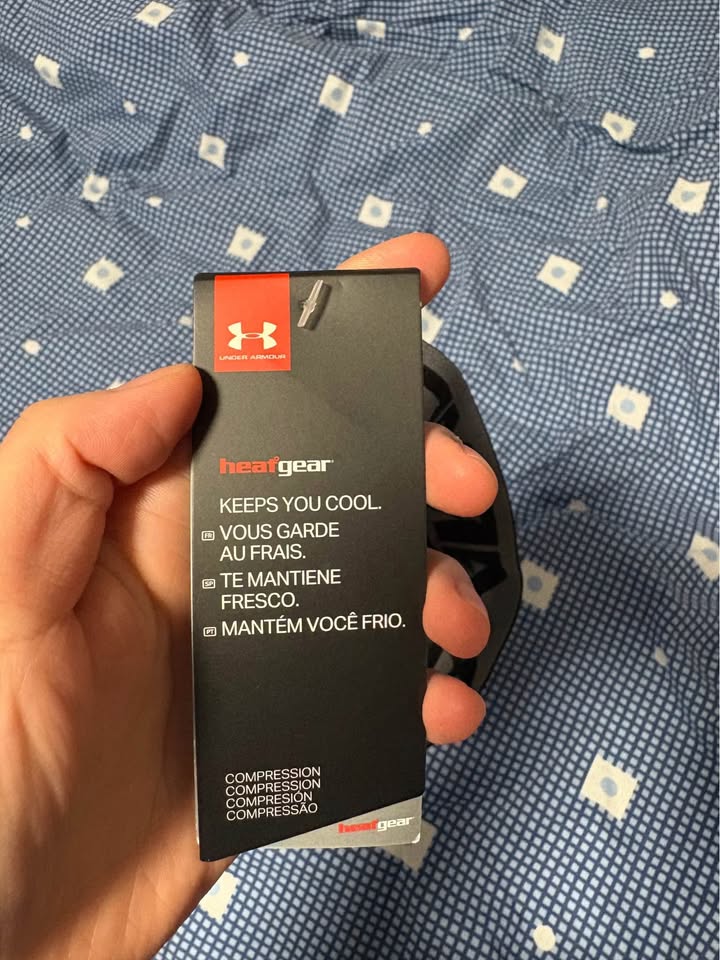 UNDER ARMOUR
heatgear
KEEPS YOU COOL.
FR VOUS GARDE
AU FRAIS.
SP TE MANTIENE
FRESCO.
PT MANTÉM VOCÊ FRIO.
COMPRESSION
COMPRESSION
COMPRESIÓN
COMPRESSÃO
heatgear